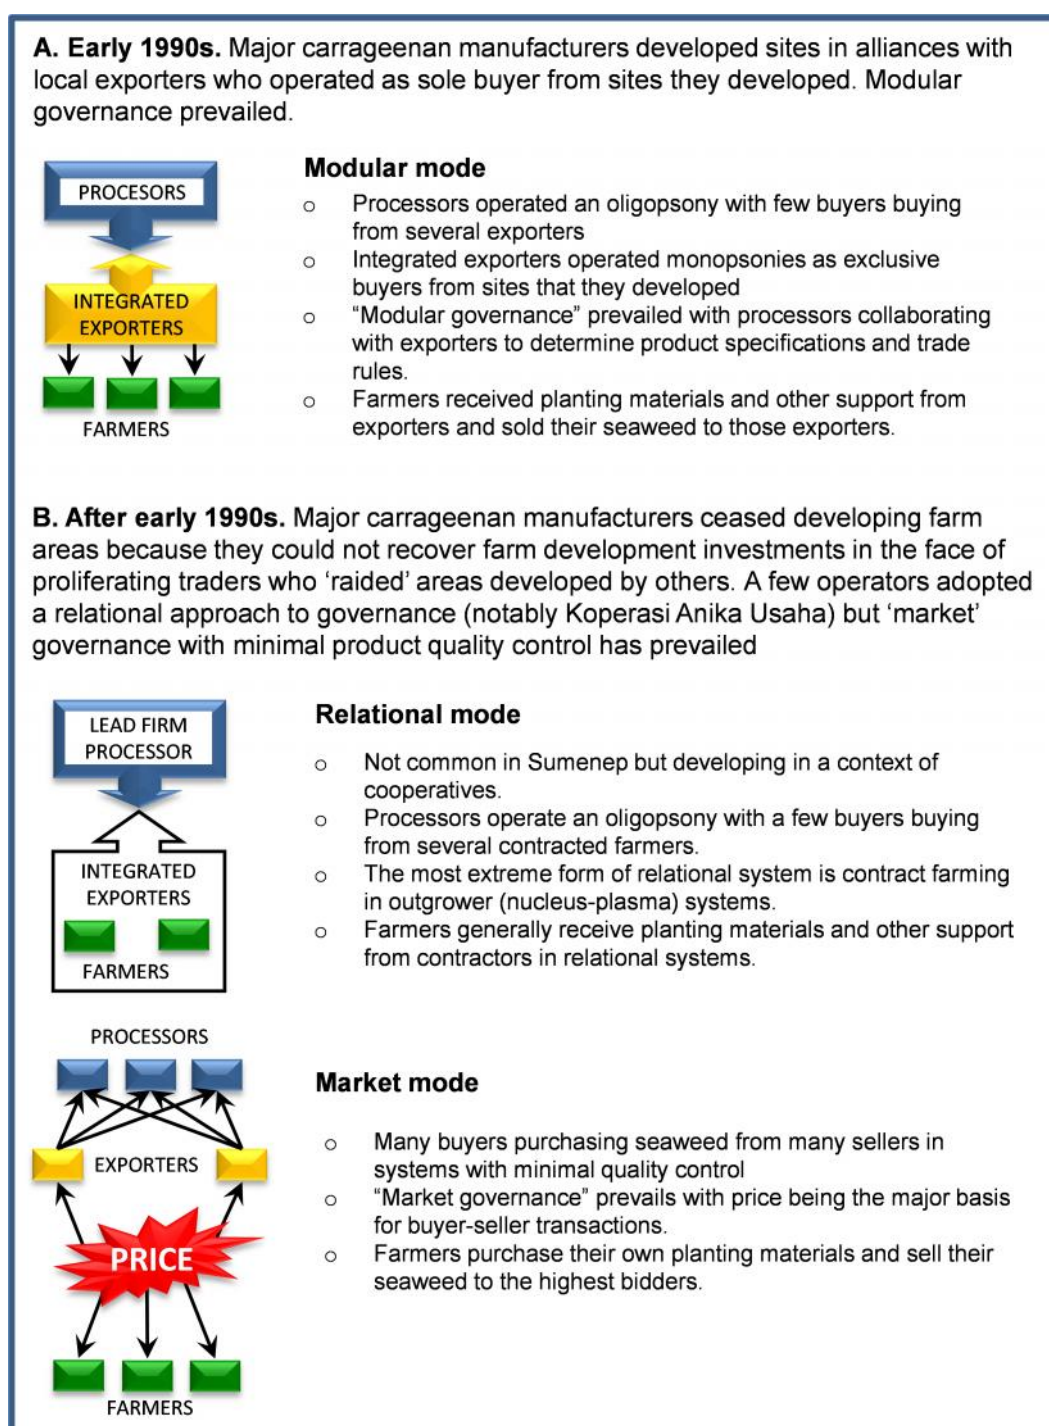 A. Early 1990s. Major carrageenan manufacturers developed sites in alliances with
local exporters who operated as sole buyer from sites they developed. Modular
governance prevailed.
PROCESORS
INTEGRATED
EXPORTERS
FARMERS
Modular mode
o Processors operated an oligopsony with few buyers buying
from several exporters
o Integrated exporters operated monopsonies as exclusive
buyers from sites that they developed
o “Modular governance” prevailed with processors collaborating
with exporters to determine product specifications and trade
rules.
o Farmers received planting materials and other support from
exporters and sold their seaweed to those exporters.
B. After early 1990s. Major carrageenan manufacturers ceased developing farm
areas because they could not recover farm development investments in the face of
proliferating traders who ‘raided’ areas developed by others. A few operators adopted
a relational approach to governance (notably Koperasi Anika Usaha) but ‘market’
governance with minimal product quality control has prevailed
LEAD FIRM
PROCESSOR
INTEGRATED
EXPORTERS
FARMERS
Relational mode
o Not common in Sumenep but developing in a context of
cooperatives.
o Processors operate an oligopsony with a few buyers buying
from several contracted farmers.
o The most extreme form of relational system is contract farming
in outgrower (nucleus-plasma) systems.
o Farmers generally receive planting materials and other support
from contractors in relational systems.
PROCESSORS
EXPORTERS
PRICE
FARMERS
Market mode
o Many buyers purchasing seaweed from many sellers in
systems with minimal quality control
o “Market governance” prevails with price being the major basis
for buyer-seller transactions.
o Farmers purchase their own planting materials and sell their
seaweed to the highest bidders.